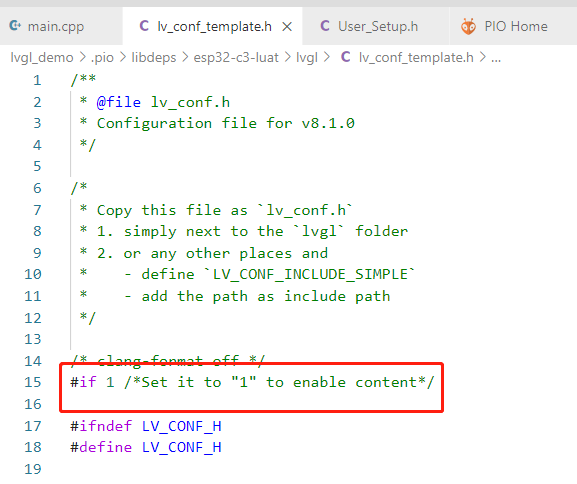 main.cpp lv_conf_template.h User_Setup.h PIO Home
lvgl_demo > .pio > libdeps > esp32-c3-luat > lvgl > C lv_conf_template.h > ...
1 /**
2 * @file lv_conf.h
3 * Configuration file for v8.1.0
4 */
5
6 /*
7 * Copy this file as `lv_conf.h`
8 * 1. simply next to the `lvgl` folder
9 * 2. or any other places and
10 * - define `LV_CONF_INCLUDE_SIMPLE`
11 * - add the path as include path
12 */
13
14 /* clang-format off */
15 #if 1 /*Set it to "1" to enable content*/
16
17 #ifndef LV_CONF_H
18 #define LV_CONF_H
19